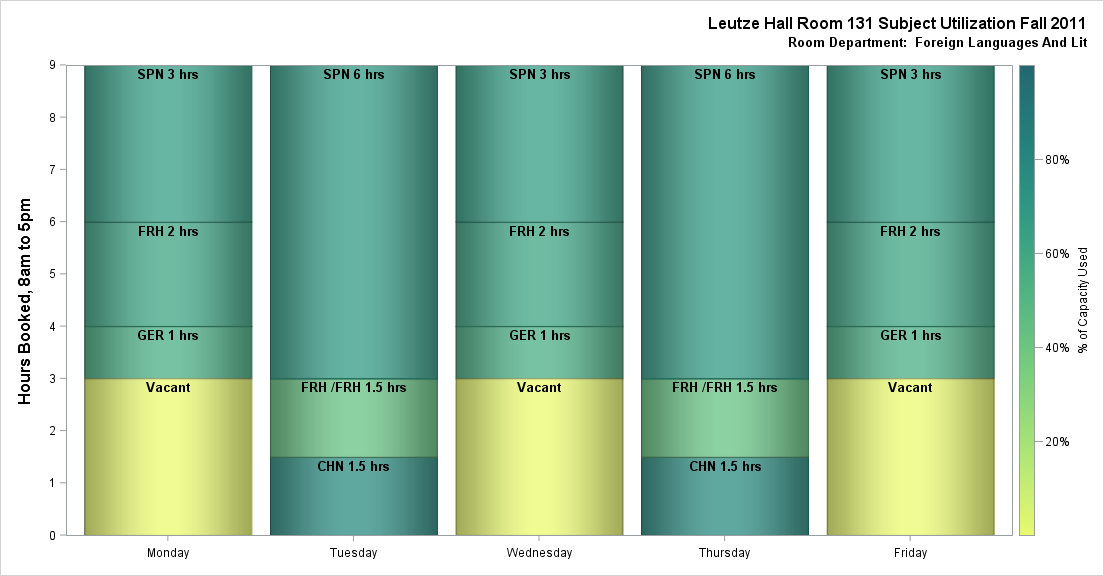 Leutze Hall Room 131 Subject Utilization Fall 2011
Room Department: Foreign Languages And Lit
Hours Booked, 8am to 5pm
9
8
7
6
5
4
3
2
1
0
SPN 3 hrs
FRH 2 hrs
GER 1 hrs
Vacant
SPN 6 hrs
FRH /FRH 1.5 hrs
CHN 1.5 hrs
SPN 3 hrs
FRH 2 hrs
GER 1 hrs
Vacant
SPN 6 hrs
FRH /FRH 1.5 hrs
CHN 1.5 hrs
SPN 3 hrs
FRH 2 hrs
GER 1 hrs
Vacant
Monday
Tuesday
Wednesday
Thursday
Friday
80%
60%
40%
20%
% of Capacity Used